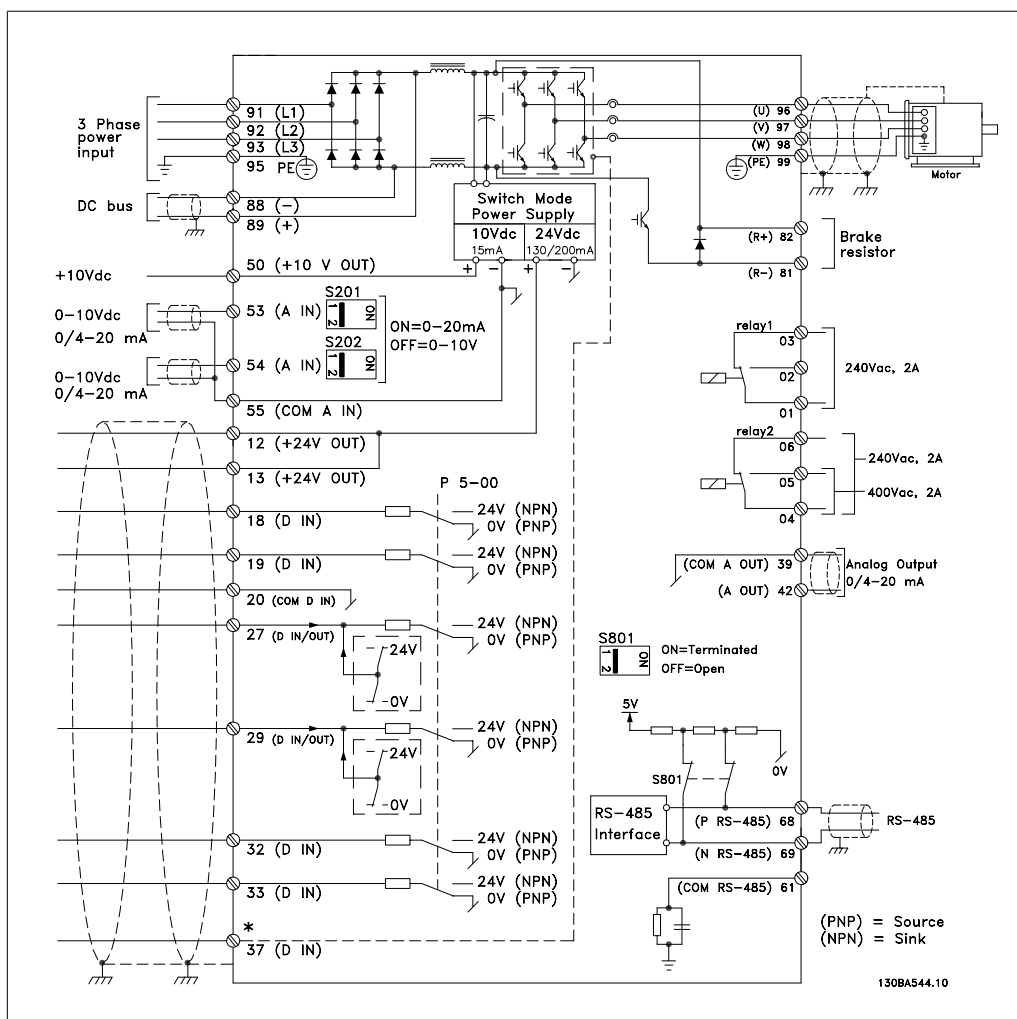 3 Phase
power
input
91 (L1)
92 (L2)
93 (L3)
95 PE
DC bus
88 (-)
89 (+)
+10Vdc
50 (+10 V OUT)
0-10Vdc
0/4-20 mA
53 (A IN)
S201
1 2
ON
ON=0-20mA
OFF=0-10V
0-10Vdc
0/4-20 mA
54 (A IN)
S202
1 2
ON
55 (COM A IN)
12 (+24V OUT)
13 (+24V OUT)
P 5-00
18 (D IN)
24V (NPN)
0V (PNP)
19 (D IN)
24V (NPN)
0V (PNP)
20 (COM D IN)
27 (D IN/OUT)
24V (NPN)
0V (PNP)
24V
0V
29 (D IN/OUT)
24V (NPN)
0V (PNP)
24V
0V
32 (D IN)
24V (NPN)
0V (PNP)
33 (D IN)
24V (NPN)
0V (PNP)
*
37 (D IN)
Switch Mode
Power Supply
10Vdc
15mA
24Vdc
130/200mA
+ - + -
(U) 96
(V) 97
(W) 98
(PE) 99
Motor
(R+) 82
(R-) 81
Brake
resistor
relay1
03
02
01
240Vac, 2A
relay2
06
05
04
240Vac, 2A
400Vac, 2A
(COM A OUT) 39
(A OUT) 42
Analog Output
0/4-20 mA
S801
1 2
ON
ON=Terminated
OFF=Open
5V
0V
S801
RS-485
Interface
(P RS-485) 68
(N RS-485) 69
RS-485
(COM RS-485) 61
(PNP) = Source
(NPN) = Sink
130BA544.10